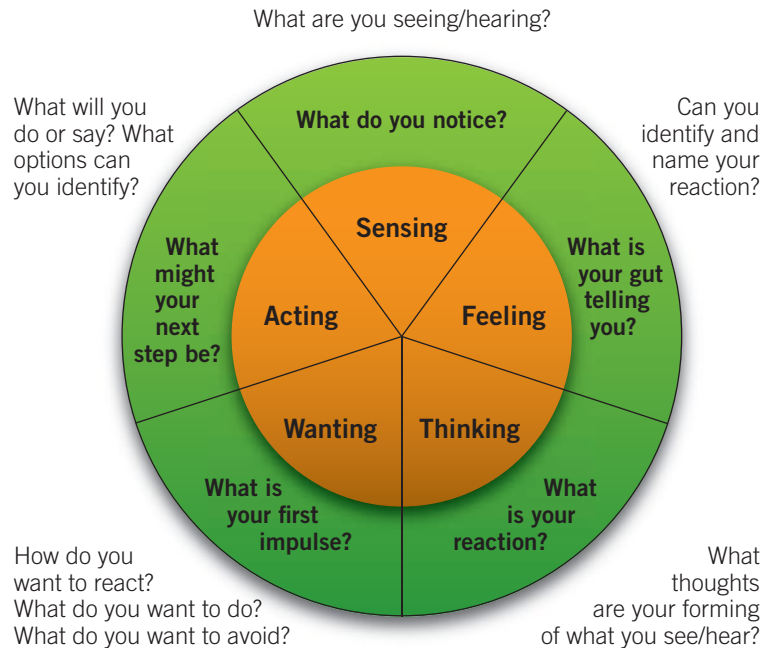 What are you seeing/hearing?
What will you
do or say? What
options can
you identify?
Can you
identify and
name your
reaction?
What do you notice?
Sensing
What
might
your
next
step be?
Acting
Feeling
What is
your gut
telling
you?
Wanting
Thinking
What is
your first
impulse?
What
is your
reaction?
How do you
want to react?
What do you want to do?
What do you want to avoid?
What
thoughts
are your forming
of what you see/hear?